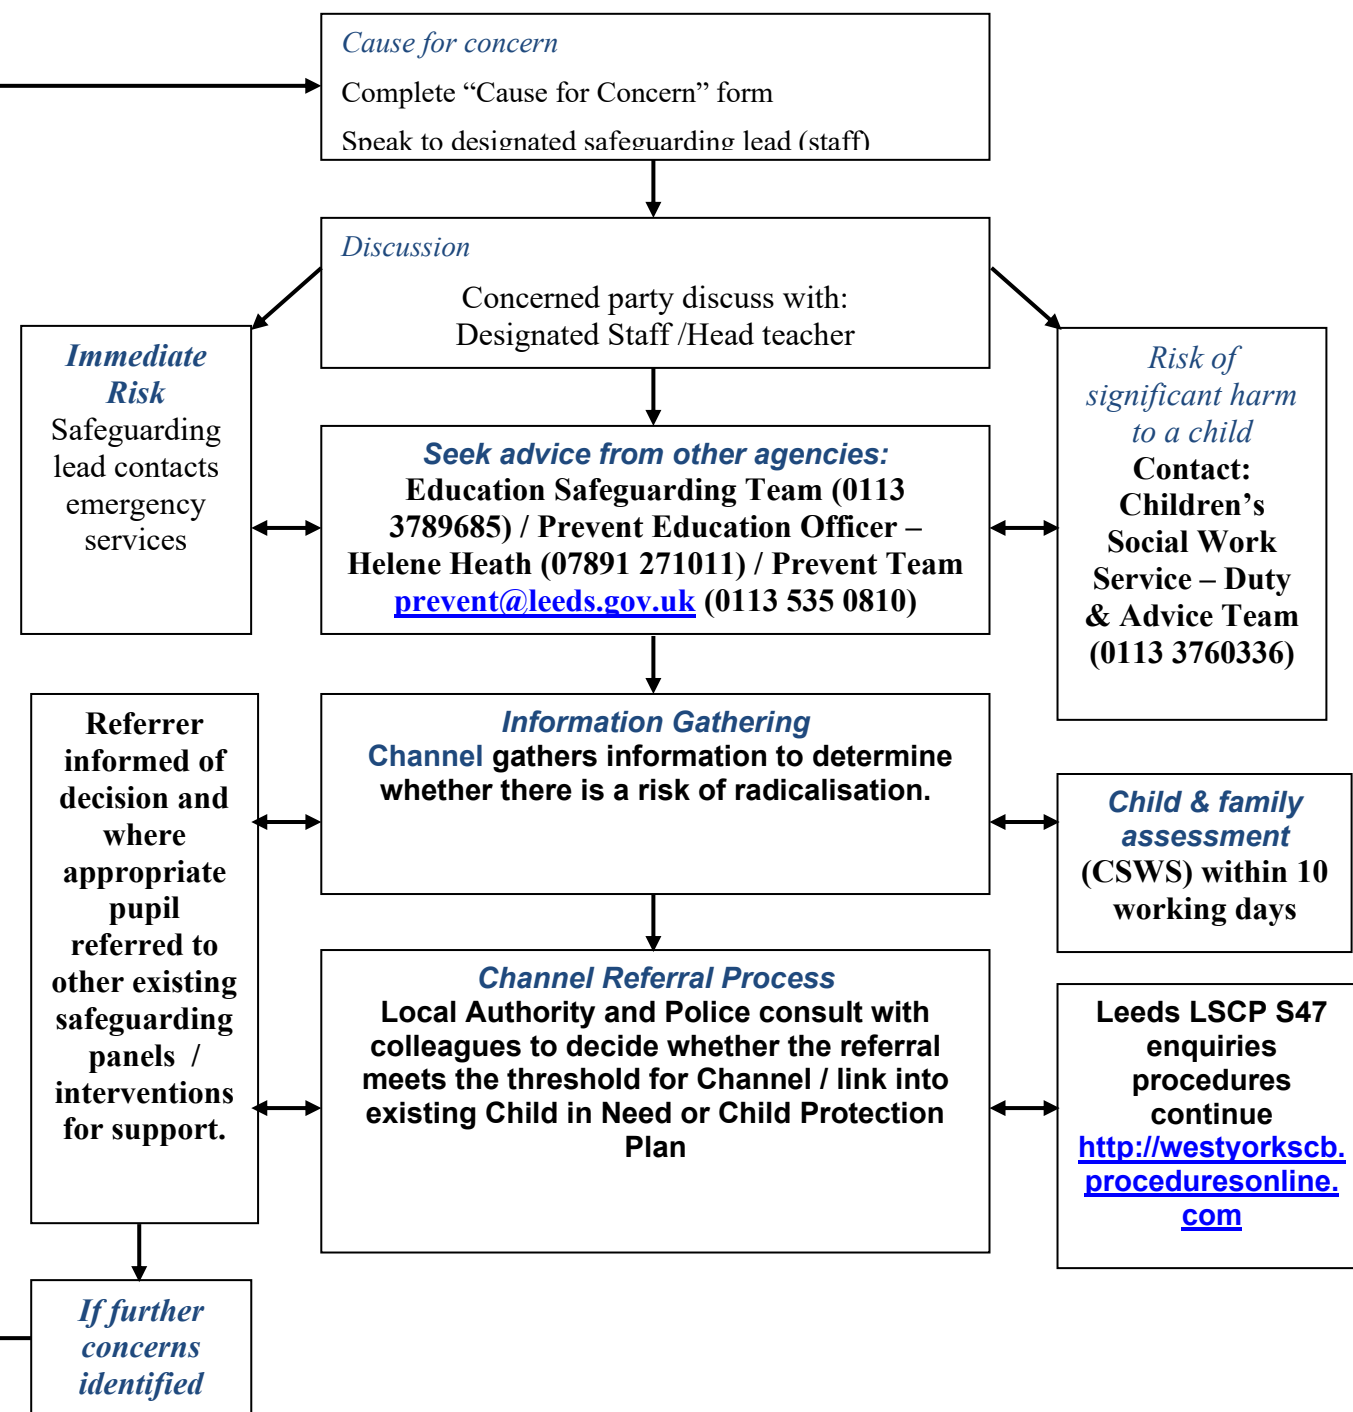 Cause for concern
Complete “Cause for Concern” form
Speak to designated safeguarding lead (staff)
Discussion
Concerned party discuss with:
Designated Staff /Head teacher
Immediate
Risk
Safeguarding
lead contacts
emergency
services
Seek advice from other agencies:
Education Safeguarding Team (0113
3789685) / Prevent Education Officer –
Helene Heath (07891 271011) / Prevent Team
prevent@leeds.gov.uk (0113 535 0810)
Risk of
significant harm
to a child
Contact:
Children’s
Social Work
Service – Duty
& Advice Team
(0113 3760336)
Referrer
informed of
decision and
where
appropriate
pupil
referred to
other existing
safeguarding
panels /
interventions
for support.
Information Gathering
Channel gathers information to determine
whether there is a risk of radicalisation.
Child & family
assessment
(CSWS) within 10
working days
Channel Referral Process
Local Authority and Police consult with
colleagues to decide whether the referral
meets the threshold for Channel / link into
existing Child in Need or Child Protection
Plan
Leeds LSCP S47
enquiries
procedures
continue
http://westyorkscb.
proceduresonline.
com
If further
concerns
identified